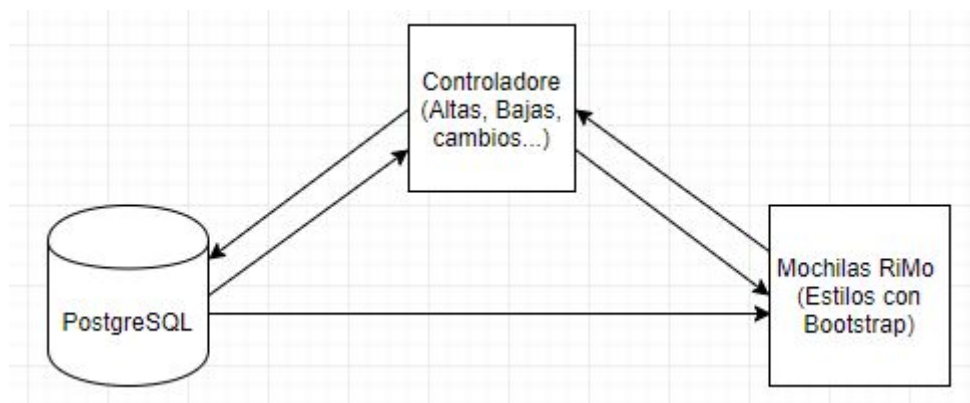 Controladore
(Altas, Bajas,
cambios...)
PostgreSQL
Mochilas RiMo
(Estilos con
Bootstrap)